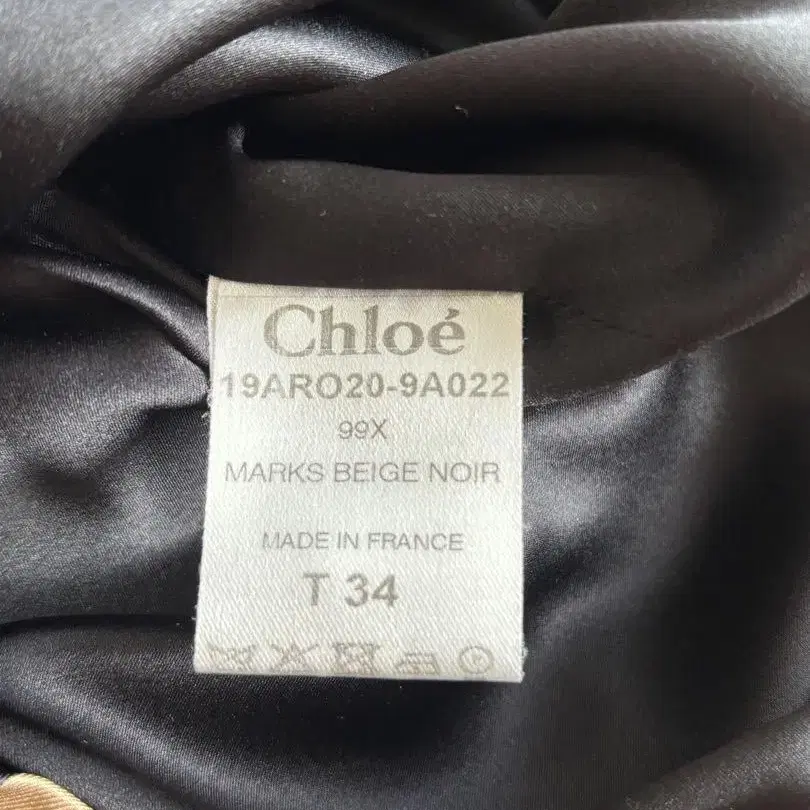 Chloé
19ARO20-9A022
99X
MARKS BEIGE NOIR
MADE IN FRANCE
T 34